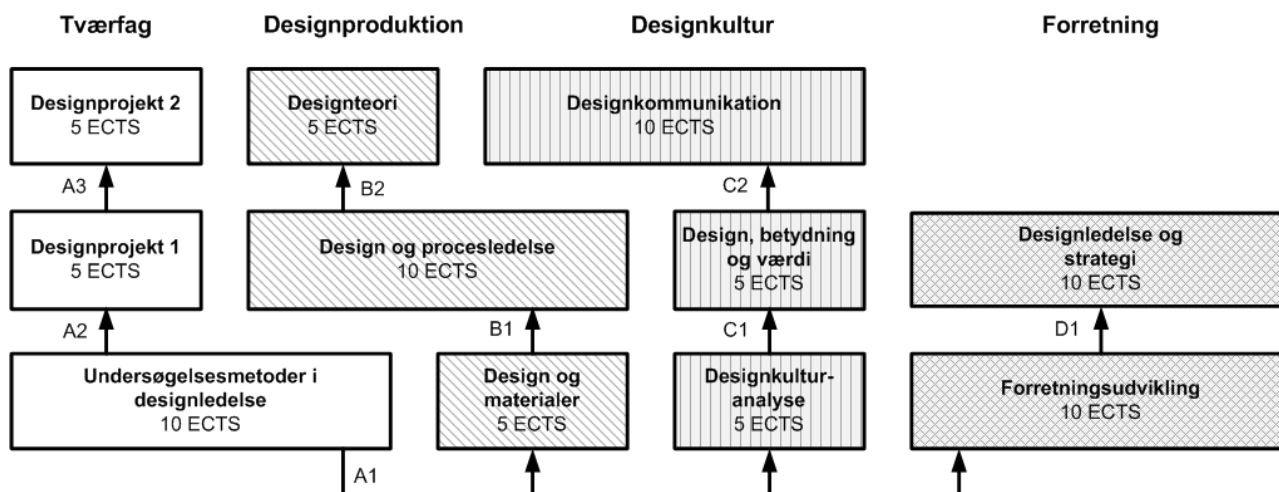 Tværfag
Designproduktion
Designkultur
Forretning
Designprojekt 2
5 ECTS
Designteori
5 ECTS
Designkommunikation
10 ECTS
A3
B2
C2
Designprojekt 1
5 ECTS
Design og procesledelse
10 ECTS
Design, betydning
og værdi
5 ECTS
Designledelse og
strategi
10 ECTS
A2
B1
C1
D1
Undersøgelsesmetoder i
designledelse
10 ECTS
Design og
materialer
5 ECTS
Designkultur-
analyse
5 ECTS
Forretningsudvikling
10 ECTS
A1